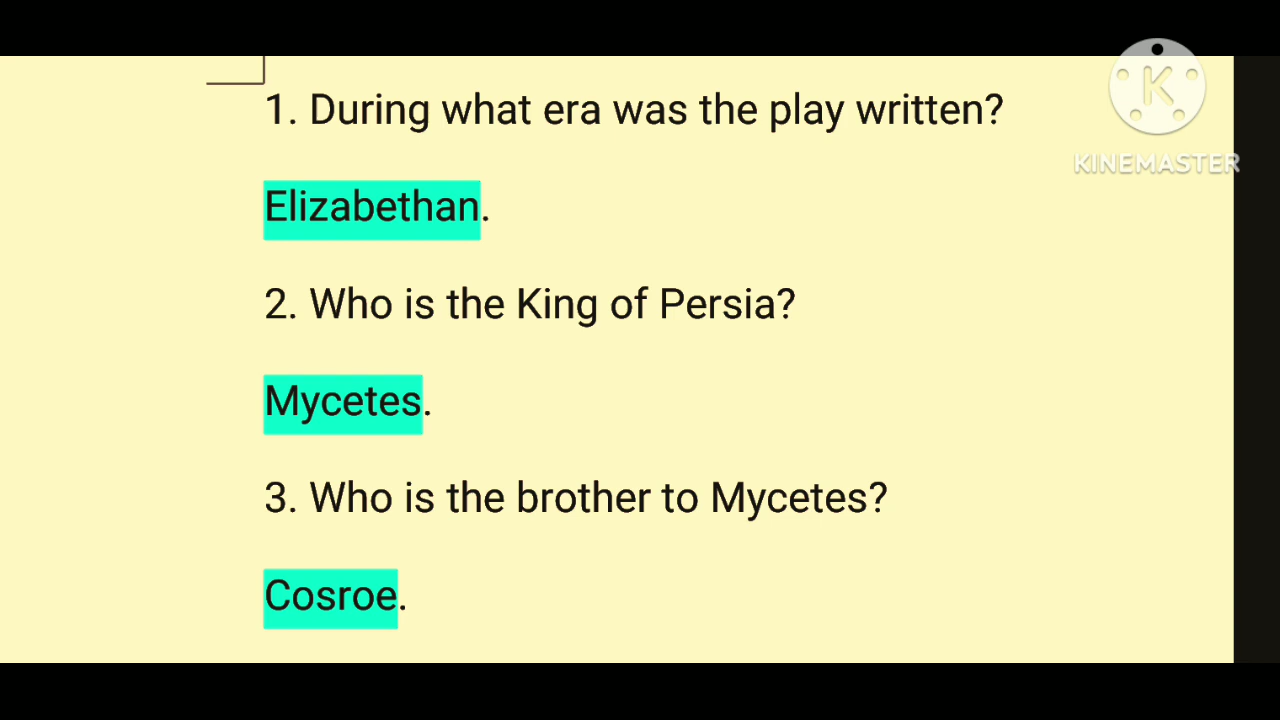 1. During what era was the play written?
K
KINEMASTER
Elizabethan.
2. Who is the King of Persia?
Mycetes.
3. Who is the brother to Mycetes?
Cosroe.